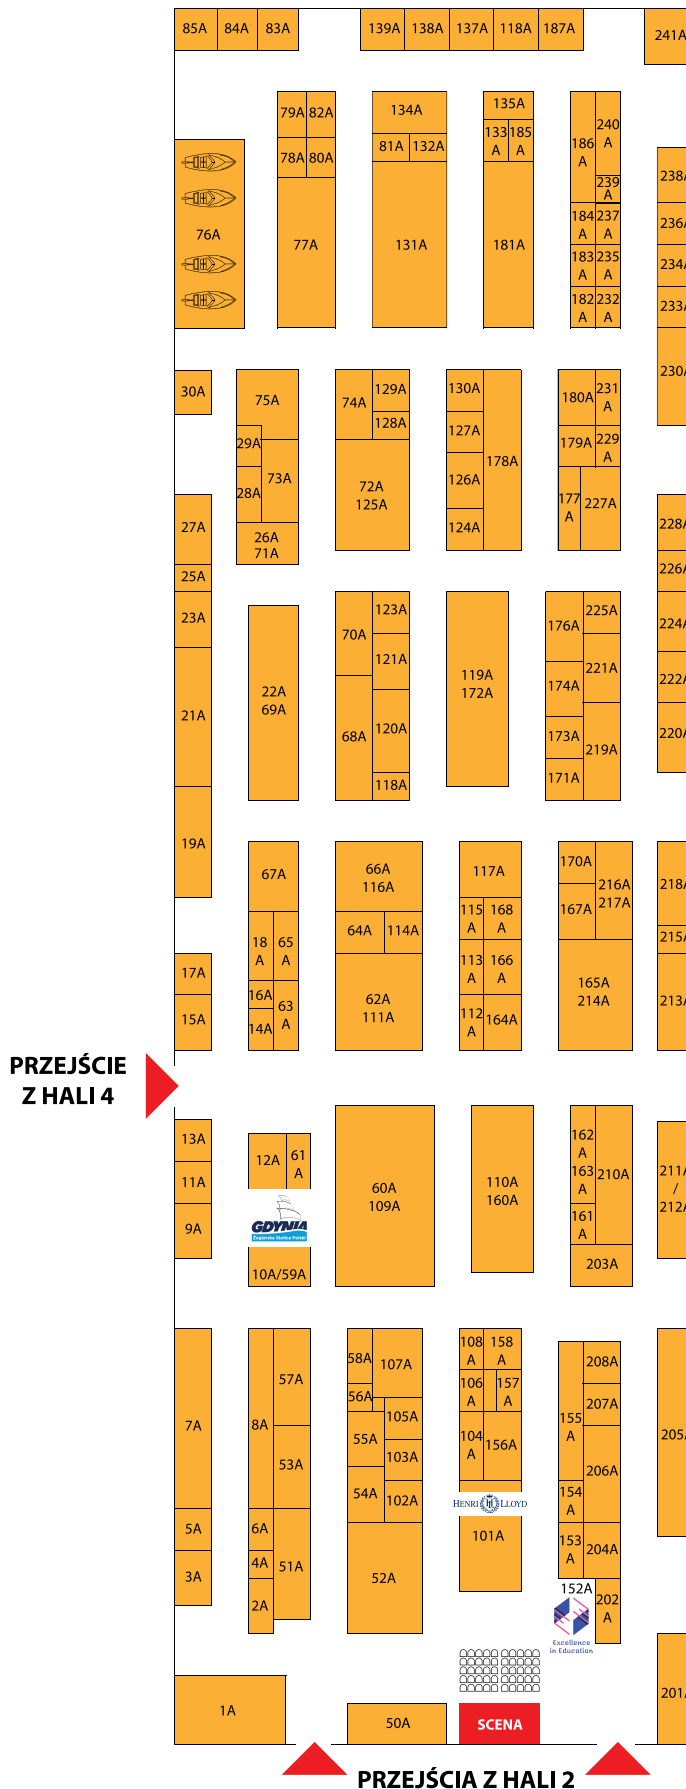 85A 84A 83A 139A 138A 137A 118A 187A 241A
79A 82A 134A 135A 186 A 240 A
78A 80A 81A 132A 133 A 185 A 239 A
76A 77A 131A 181A
184 A 237 A
183 A 235 A
182 A 232 A
238A
236A
234A
233A
230A
30A 75A 74A 129A 130A 180A 231 A
128A 127A
29A 73A 178A 179A 229 A
28A 72A 126A 177 A 227A
125A
26A 124A
71A
27A 228A
25A 226A
23A 70A 123A 176A 225A 224A
121A 119A 174A 221A 222A
22A 172A
69A
21A 68A 120A 173A 219A 220A
118A 171A
19A 67A 66A 117A 170A 216A 218A
116A 217A
18 A 65 A 64A 114A 115 A 168 A 167A 215A
17A 16A 63 A 62A 113 A 166 A 165A 213A
15A 14A 111A 112 A 164A 214A
PRZEJŚCIE
Z HALI 4
13A 12A 61 A 60A 110A 162 A 210A 211A
11A 109A 160A 163 A /
9A 161 A 212A
GDYNIA
Żeglarska Stolica Polski
10A/59A 203A
7A 8A 57A 58A 107A 108 A 158 A 155 A 208A 205A
56A 105A 106 A 157 A 207A
53A 55A 103A 104 A 156A 206A
54A 102A 154 A
HENRI LLOYD
5A 6A 51A 52A 101A 153 A 204A
3A 4A
2A 152A 202 A
Excellence
in Education
1A 50A SCENA 201A
PRZEJŚCIA Z HALI 2